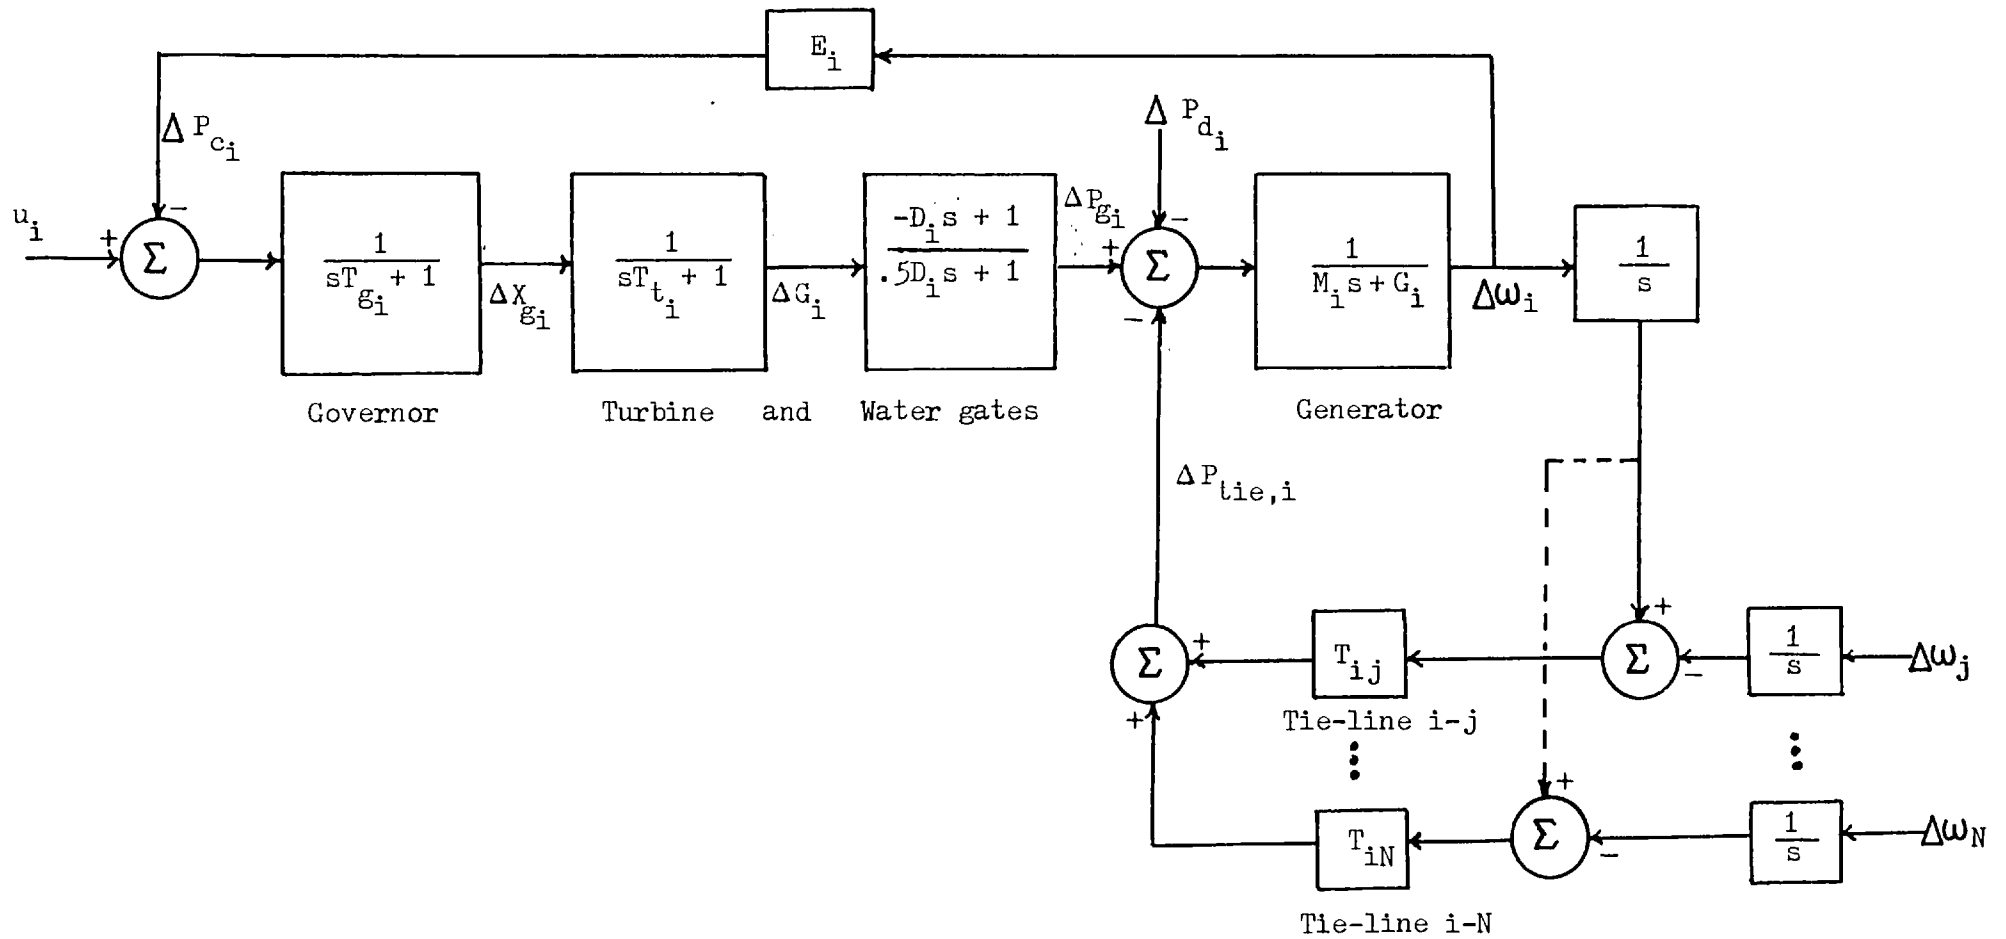 E_i
Δ P_c_i
Δ P_d_i
u_i
+
−
Σ
1
sT_g_i + 1
ΔX_g_i
1
sT_t_i + 1
ΔG_i
-D_i s + 1
.5D_i s + 1
ΔP_g_i
+
−
−
Σ
1
M_i s + G_i
Δω_i
1
s
Governor
Turbine and Water gates
Generator
ΔP_tie,i
+
+
Σ
T_ij
+
−
Σ
1
s
Δω_j
Tie-line i-j
T_iN
+
−
Σ
1
s
Δω_N
Tie-line i-N